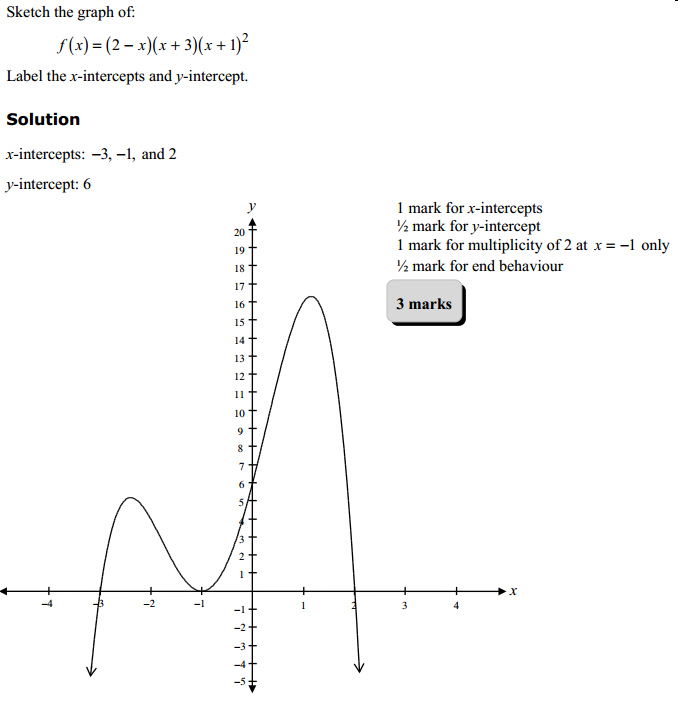 Sketch the graph of:
f(x) = (2 – x)(x + 3)(x + 1)²
Label the x-intercepts and y-intercept.
Solution
x-intercepts: –3, –1, and 2
y-intercept: 6
1 mark for x-intercepts
½ mark for y-intercept
1 mark for multiplicity of 2 at x = –1 only
½ mark for end behaviour
3 marks
y
20
19
18
17
16
15
14
13
12
11
10
9
8
7
6
5
4
3
2
1
–4 –3 –2 –1 1 2 3 4 x
–1
–2
–3
–4
–5